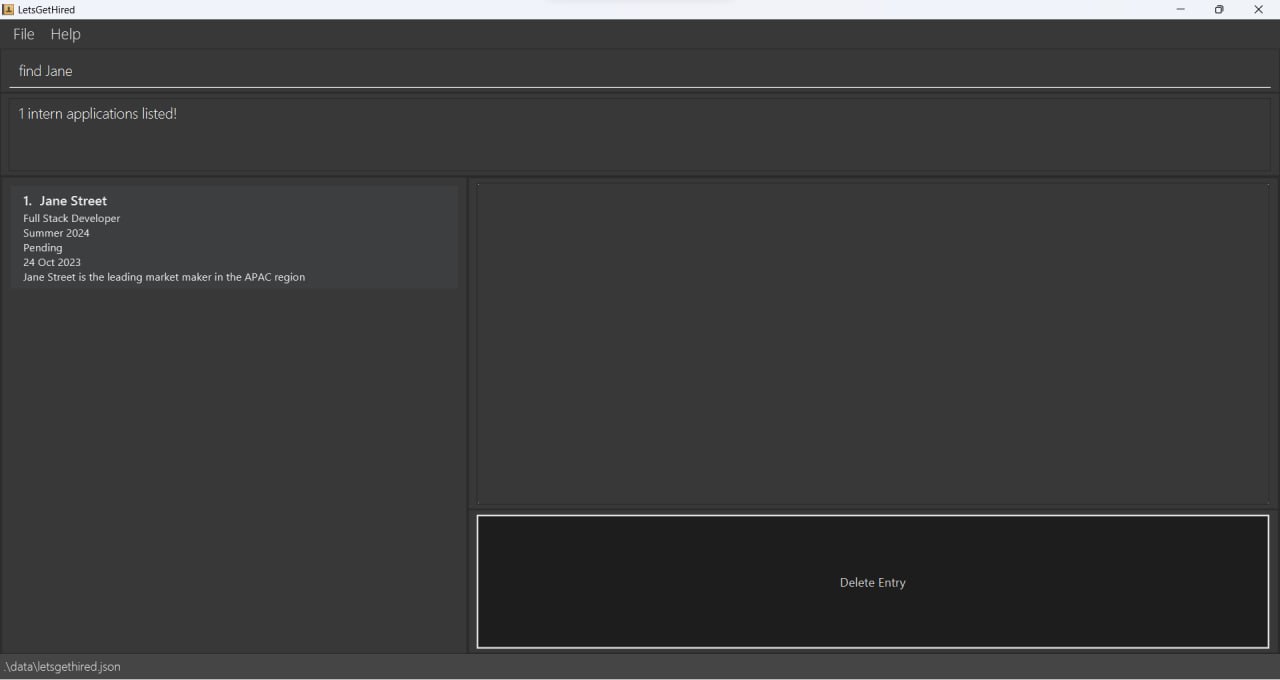 LetsGetHired
File Help
find Jane
1 intern applications listed!
1. Jane Street
Full Stack Developer
Summer 2024
Pending
24 Oct 2023
Jane Street is the leading market maker in the APAC region
Delete Entry
.\data\letsgethired.json